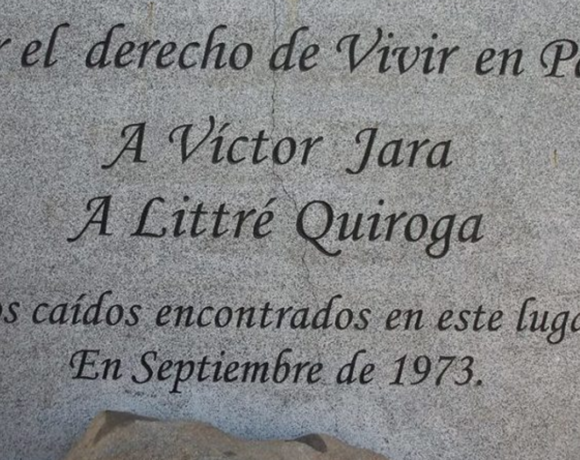 el derecho de Vivir en
A Víctor Jara
A Littré Quiroga
caídos encontrados en este
En Septiembre de 1973.